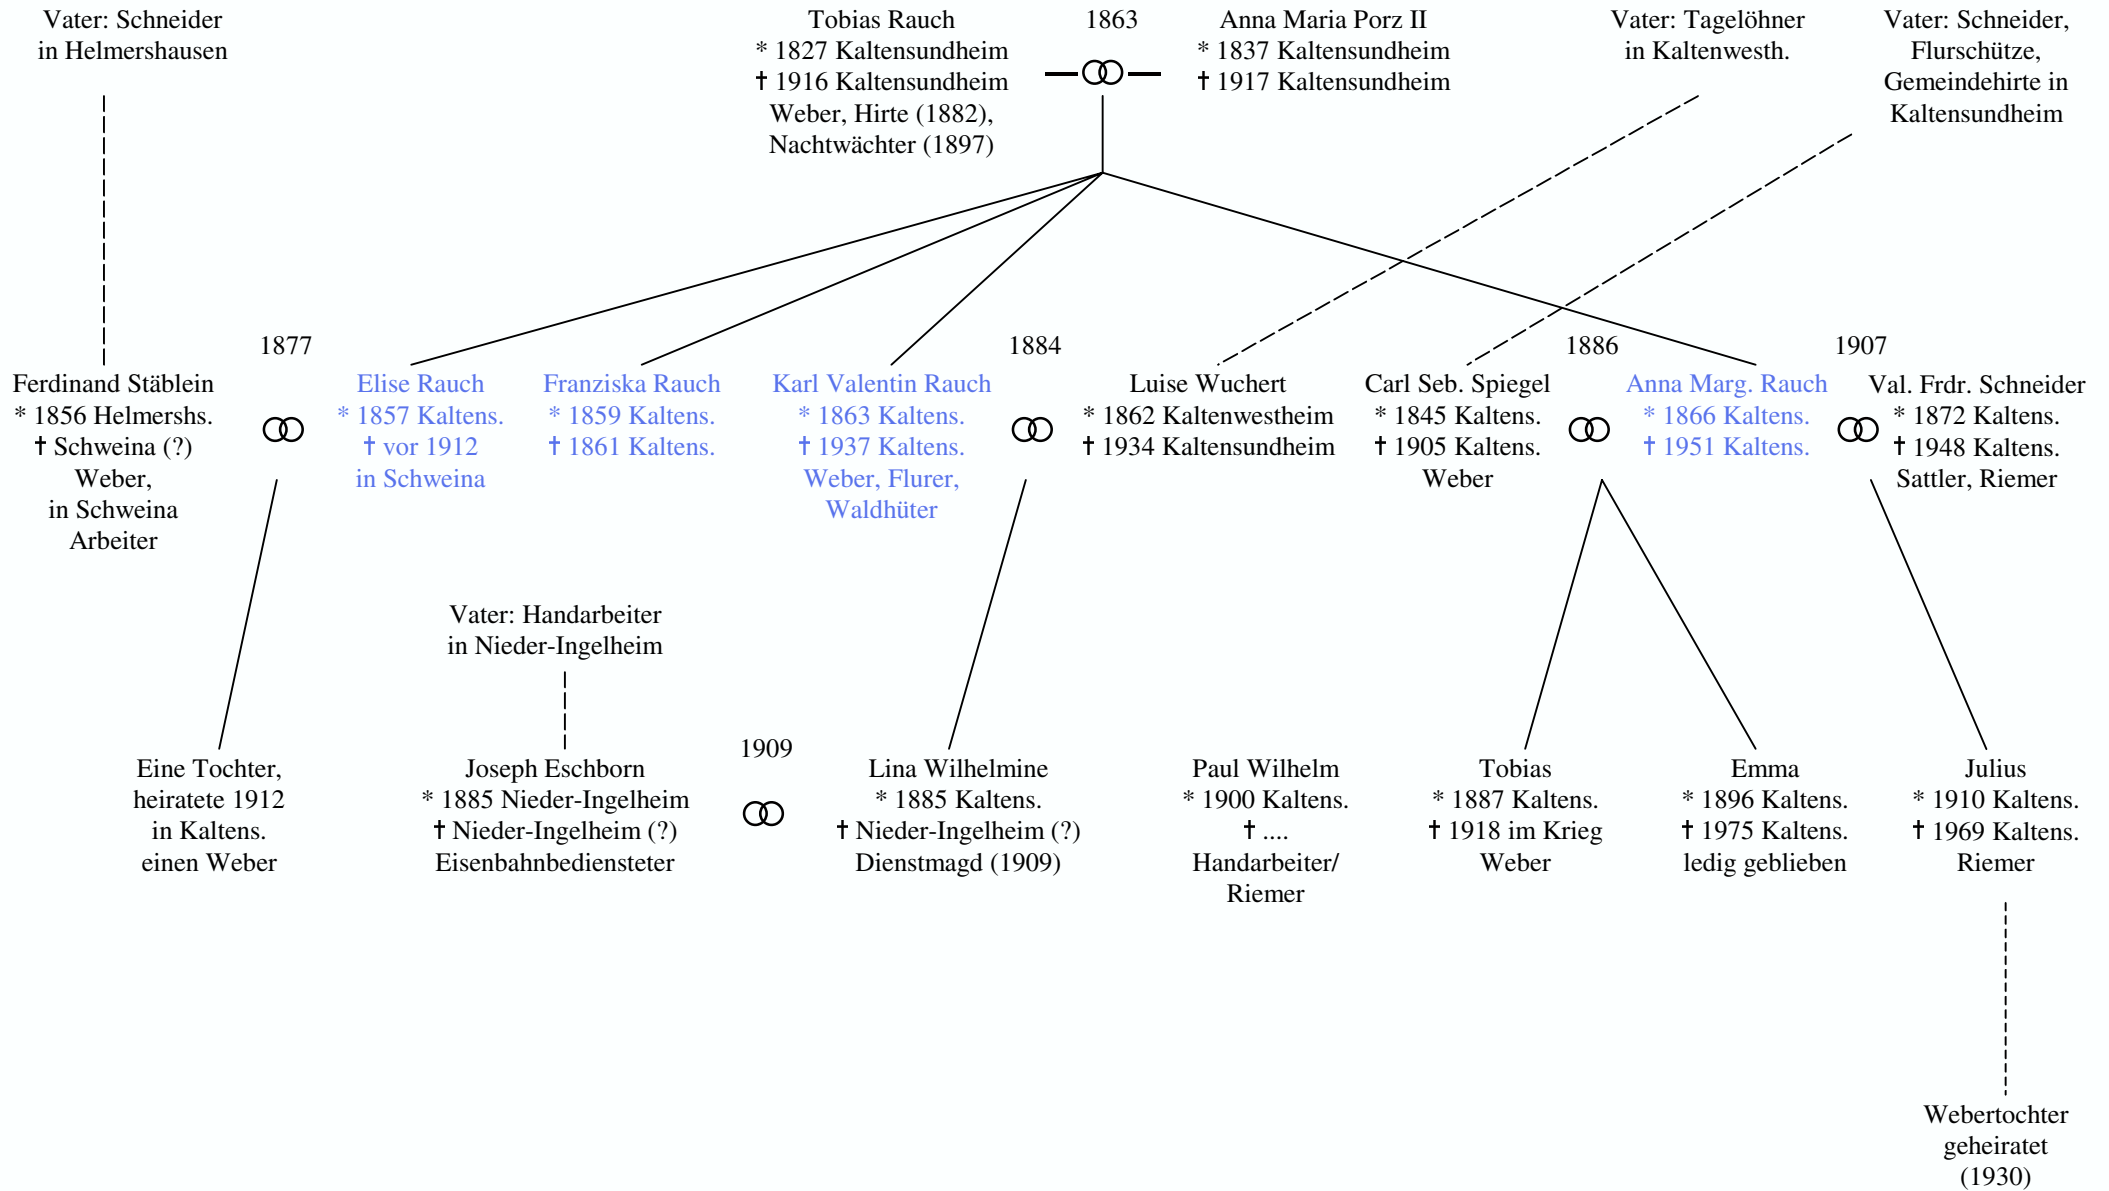 Vater: Schneider
in Helmershausen
Tobias Rauch
* 1827 Kaltensundheim
† 1916 Kaltensundheim
Weber, Hirte (1882),
Nachtwächter (1897)
1863
Anna Maria Porz II
* 1837 Kaltensundheim
† 1917 Kaltensundheim
Vater: Tagelöhner
in Kaltenwesth.
Vater: Schneider,
Flurschütze,
Gemeindehirte in
Kaltensundheim
Ferdinand Stäblein
* 1856 Helmershs.
† Schweina (?)
Weber,
in Schweina
Arbeiter
1877
Elise Rauch
* 1857 Kaltens.
† vor 1912
in Schweina
Franziska Rauch
* 1859 Kaltens.
† 1861 Kaltens.
Karl Valentin Rauch
* 1863 Kaltens.
† 1937 Kaltens.
Weber, Flurer,
Waldhüter
1884
Luise Wuchert
* 1862 Kaltenwestheim
† 1934 Kaltensundheim
Carl Seb. Spiegel
* 1845 Kaltens.
† 1905 Kaltens.
Weber
1886
Anna Marg. Rauch
* 1866 Kaltens.
† 1951 Kaltens.
1907
Val. Frdr. Schneider
* 1872 Kaltens.
† 1948 Kaltens.
Sattler, Riemer
Eine Tochter,
heiratete 1912
in Kaltens.
einen Weber
Vater: Handarbeiter
in Nieder-Ingelheim
Joseph Eschborn
* 1885 Nieder-Ingelheim
† Nieder-Ingelheim (?)
Eisenbahnbediensteter
1909
Lina Wilhelmine
* 1885 Kaltens.
† Nieder-Ingelheim (?)
Dienstmagd (1909)
Paul Wilhelm
* 1900 Kaltens.
† ....
Handarbeiter/
Riemer
Tobias
* 1887 Kaltens.
† 1918 im Krieg
Weber
Emma
* 1896 Kaltens.
† 1975 Kaltens.
ledig geblieben
Julius
* 1910 Kaltens.
† 1969 Kaltens.
Riemer
Webertochter
geheiratet
(1930)